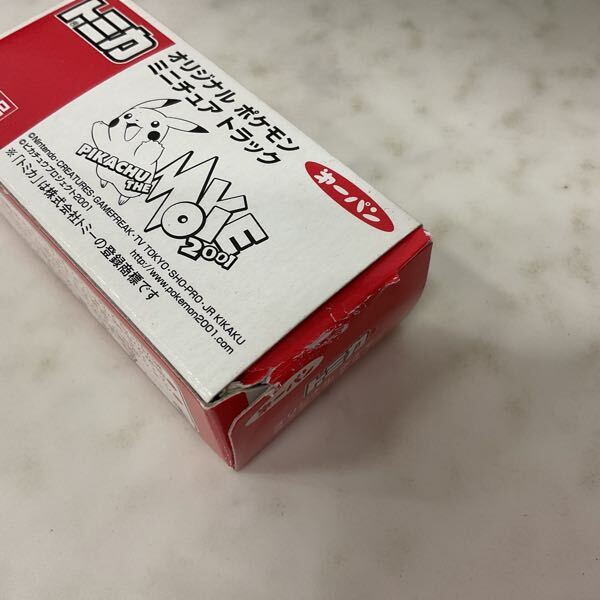 トミカ
オリジナル ポケモン
ミニチュア トラック
PIKACHU
THE
MOVIE
2001
第一パン
©Nintendo・CREATURES・GAMEFREAK・TV TOKYO・SHO-PRO・JR KIKAKU
©ピカチュウプロジェクト2001
http://www.pokemon2001.com
※「トミカ」は株式会社トミーの登録商標です
トミカ